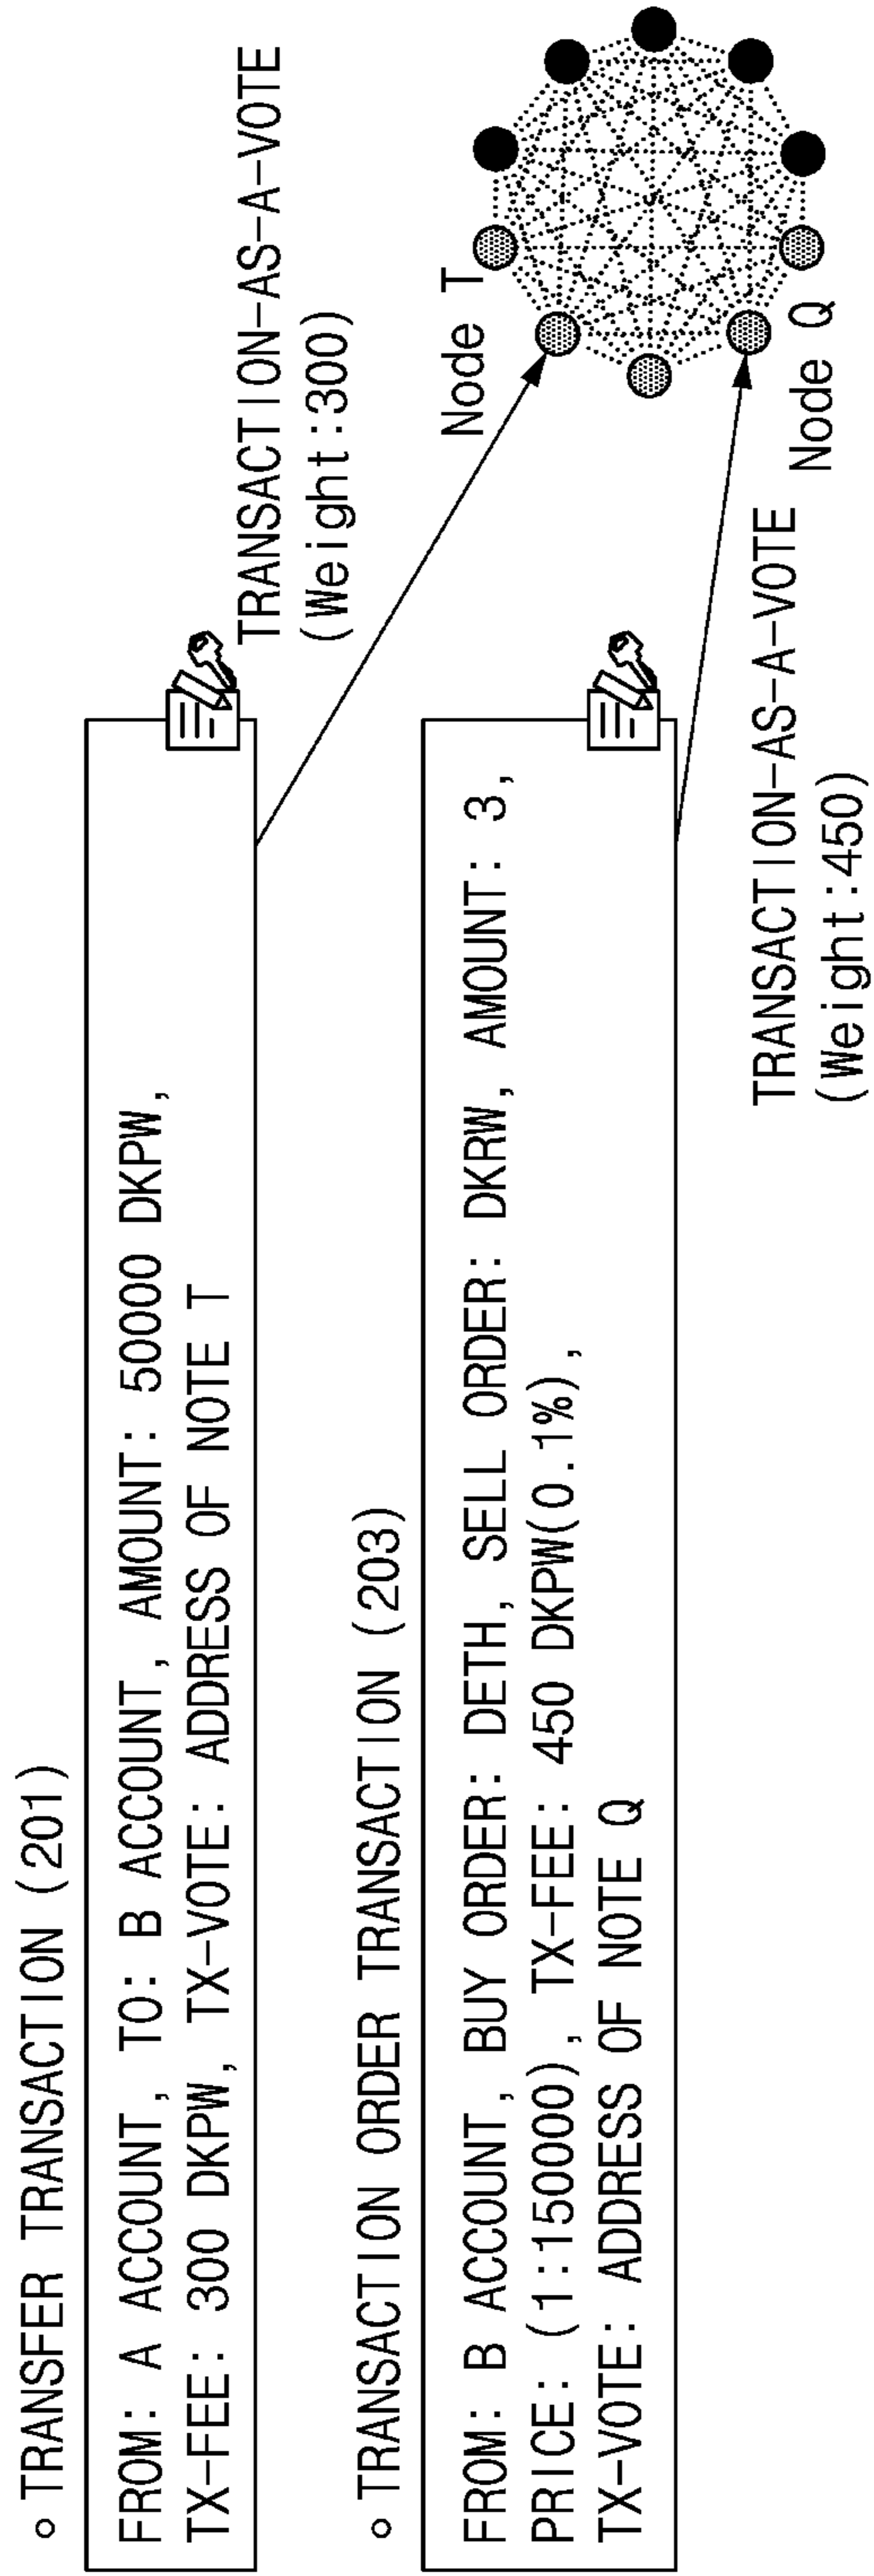 ○ TRANSFER TRANSACTION (201)
FROM: A ACCOUNT, TO: B ACCOUNT, AMOUNT: 50000 DKPW,
TX-FEE: 300 DKPW, TX-VOTE: ADDRESS OF NOTE T
TRANSACTION-AS-A-VOTE
(Weight:300)
Node T
○ TRANSACTION ORDER TRANSACTION (203)
FROM: B ACCOUNT, BUY ORDER: DETH, SELL ORDER: DKRW, AMOUNT: 3,
PRICE: (1:150000), TX-FEE: 450 DKPW(0.1%),
TX-VOTE: ADDRESS OF NOTE Q
TRANSACTION-AS-A-VOTE
(Weight:450)
Node Q